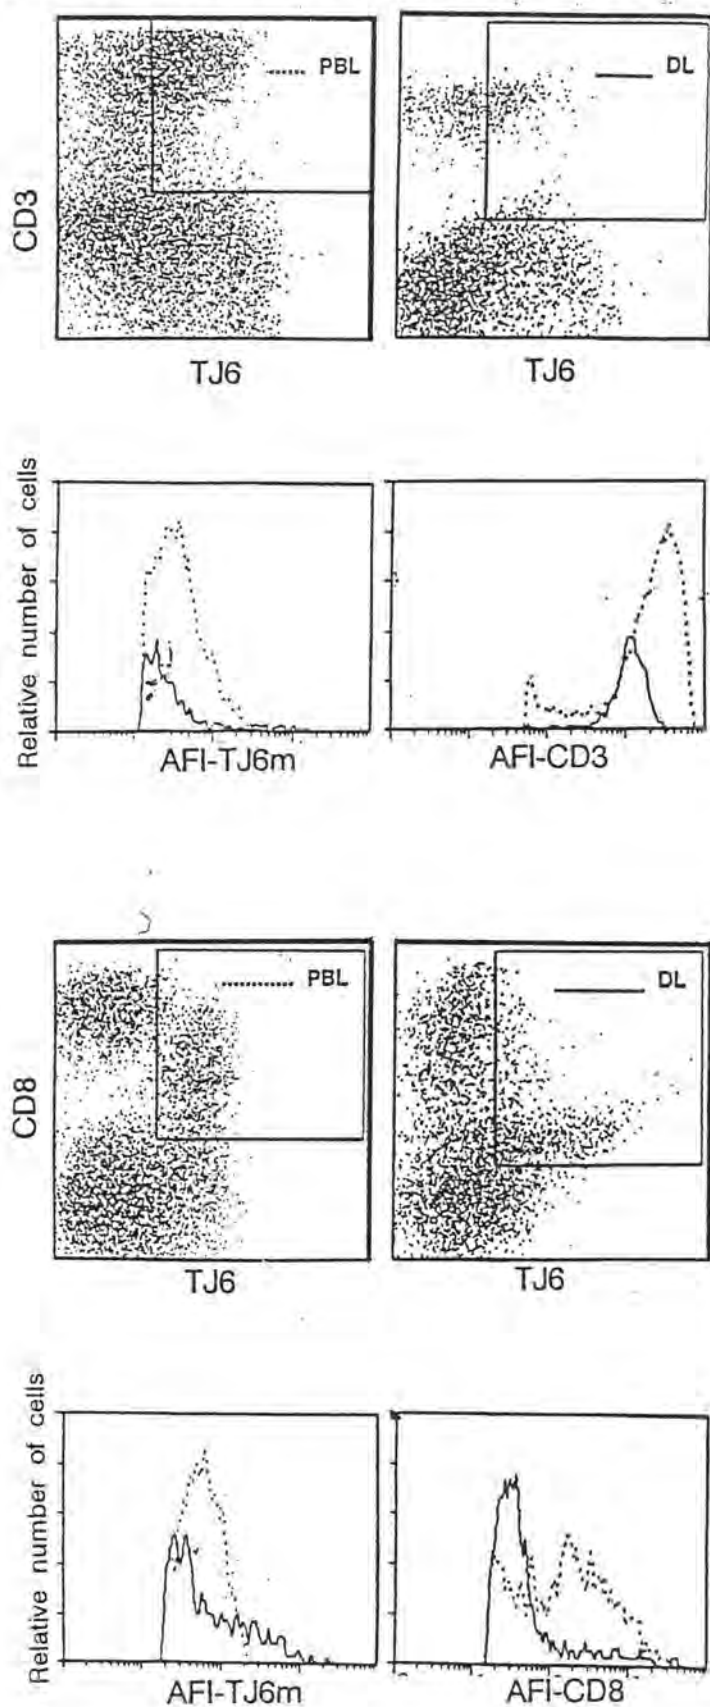 PBL
DL
CD3
TJ6
TJ6
Relative number of cells
AFI-TJ6m
AFI-CD3
PBL
DL
CD8
TJ6
TJ6
Relative number of cells
AFI-TJ6m
AFI-CD8